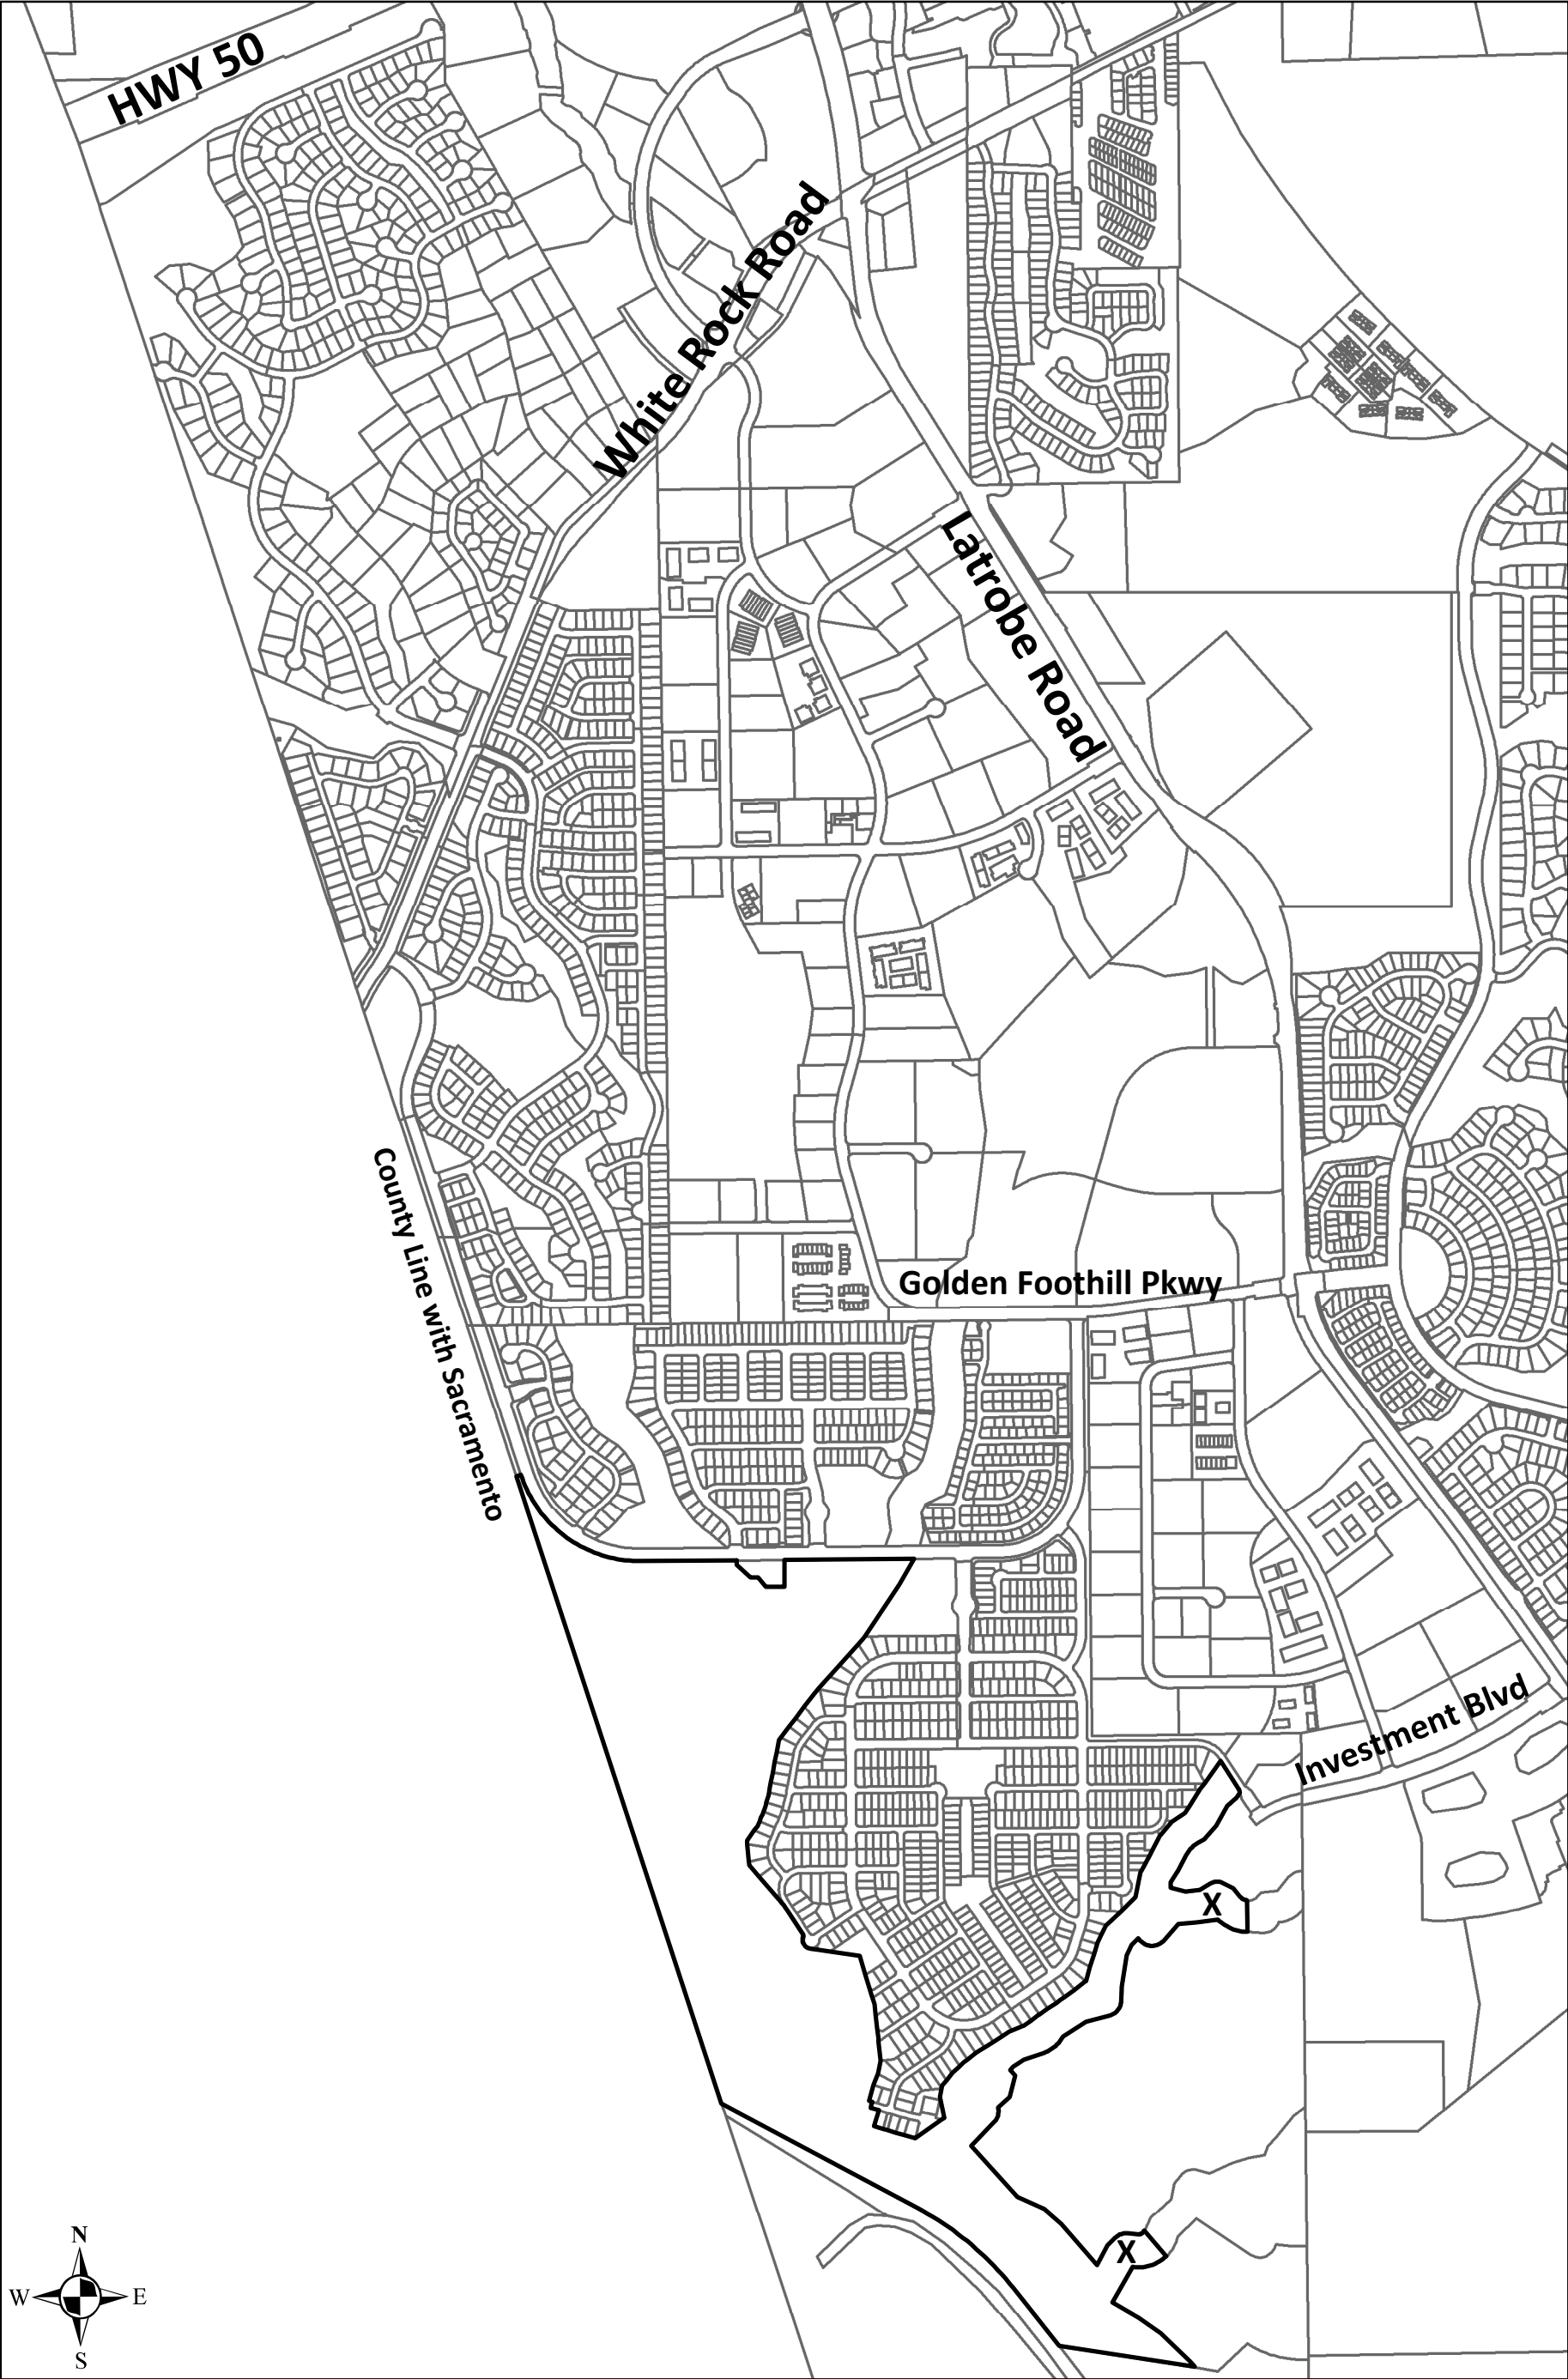 HWY 50
White Rock Road
Latrobe Road
County Line with Sacramento
Golden Foothill Pkwy
Investment Blvd
X
X
N
W E
S